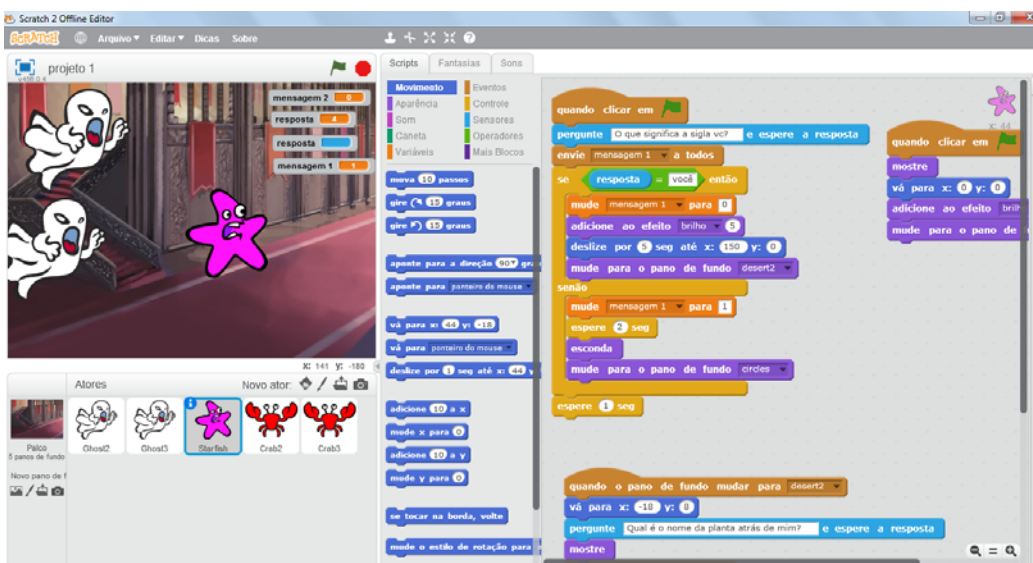 Scratch 2 Offline Editor
SCRATCH Arquivo Editar Dicas Sobre
projeto 1
v456.0.4
mensagem 2 0
resposta 4
resposta
mensagem 1 1
X: 141 y: -180
Atores
Novo ator:
Palco
5 panos de fundo
Novo pano de f
Ghost2
Ghost3
Starfish
Crab2
Crab3
Scripts Fantasias Sons
Movimento Eventos
Aparência Controle
Som Sensores
Caneta Operadores
Variáveis Mais Blocos
mova 10 passos
gire 15 graus
gire 15 graus
aponte para a direção 90 gra
aponte para ponteiro do mouse
vá para x: 44 y: -18
vá para ponteiro do mouse
deslize por 1 seg até x: 44 y
adicione 10 a x
mude x para 0
adicione 10 a y
mude y para 0
se tocar na borda, volte
mude o estilo de rotação para
quando clicar em
pergunte O que significa a sigla vc? e espere a resposta
envie mensagem 1 a todos
se resposta = você então
mude mensagem 1 para 0
adicione ao efeito brilho 5
deslize por 5 seg até x: 150 y: 0
mude para o pano de fundo desert2
senão
mude mensagem 1 para 1
espere 2 seg
esconda
mude para o pano de fundo circles
espere 1 seg
quando o pano de fundo mudar para desert2
vá para x: -18 y: 8
pergunte Qual é o nome da planta atrás de mim? e espere a resposta
mostre
x: 44
quando clicar em
mostre
vá para x: 0 y: 0
adicione ao efeito brilh
mude para o pano de